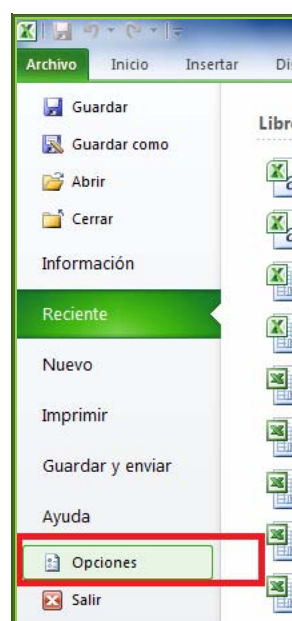 Archivo Inicio Insertar
Guardar
Guardar como
Abrir
Cerrar
Información
Reciente
Nuevo
Imprimir
Guardar y enviar
Ayuda
Opciones
Salir